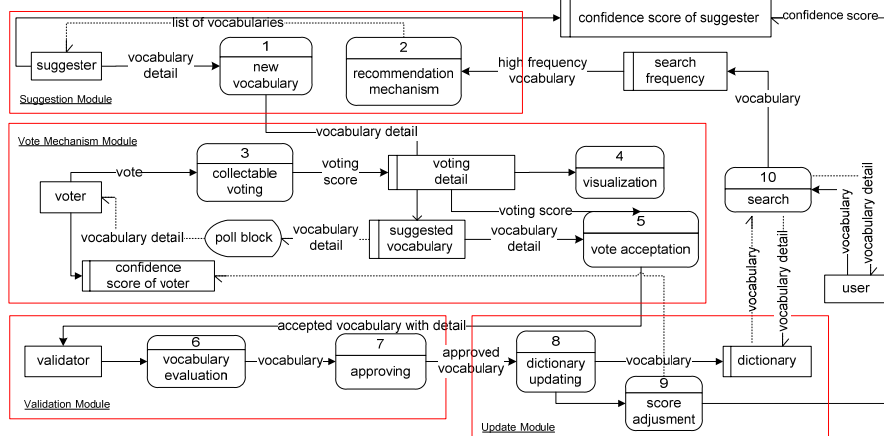 list of vocabularies
confidence score of suggester
confidence score
suggester
vocabulary
detail
1
new
vocabulary
2
recommendation
mechanism
high frequency
vocabulary
search
frequency
vocabulary
Suggestion Module
Vote Mechanism Module
vocabulary detail
vote
3
collectable
voting
voting
score
voting
detail
4
visualization
10
search
vocabulary detail
vocabulary
voter
voting score
5
vote acceptation
vocabulary detail
poll block
vocabulary
detail
suggested
vocabulary
vocabulary
detail
confidence
score of voter
vocabulary
vocabulary detail
user
accepted vocabulary with detail
validator
6
vocabulary
evaluation
vocabulary
7
approving
approved
vocabulary
8
dictionary
updating
vocabulary
dictionary
9
score
adjusment
Validation Module
Update Module